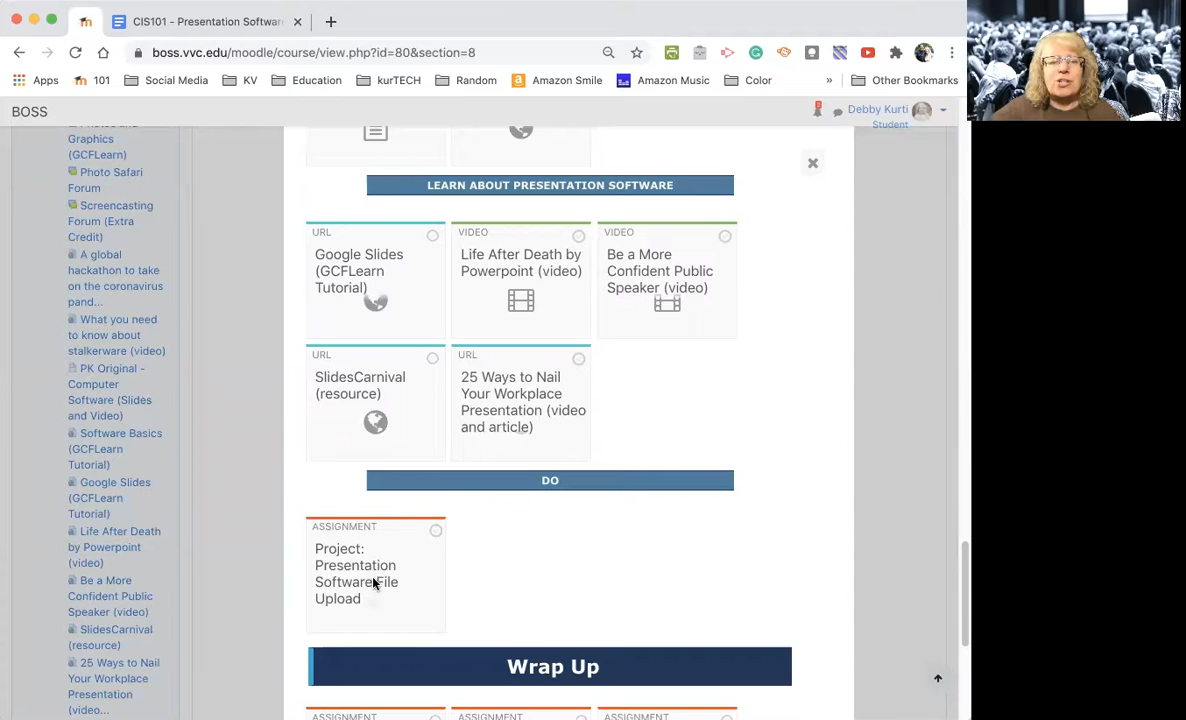 CIS101 - Presentation Softwar
boss.vvc.edu/moodle/course/view.php?id=80&section=8
Apps
101
Social Media
KV
Education
kurTECH
Random
Amazon Smile
Amazon Music
Color
»
Other Bookmarks
BOSS
Debby Kurti
Student
Graphics
(GCFLearn)
Photo Safari
Forum
Screencasting
Forum (Extra
Credit)
A global
hackathon to take
on the coronavirus
pand...
What you need
to know about
stalkerware (video)
PK Original -
Computer
Software (Slides
and Video)
Software Basics
(GCFLearn
Tutorial)
Google Slides
(GCFLearn
Tutorial)
Life After Death
by Powerpoint
(video)
Be a More
Confident Public
Speaker (video)
SlidesCarnival
(resource)
25 Ways to Nail
Your Workplace
Presentation
(video...
LEARN ABOUT PRESENTATION SOFTWARE
URL
Google Slides
(GCFLearn
Tutorial)
VIDEO
Life After Death by
Powerpoint (video)
VIDEO
Be a More
Confident Public
Speaker (video)
URL
SlidesCarnival
(resource)
URL
25 Ways to Nail
Your Workplace
Presentation (video
and article)
DO
ASSIGNMENT
Project:
Presentation
Software File
Upload
Wrap Up
ASSIGNMENT
ASSIGNMENT
ASSIGNMENT